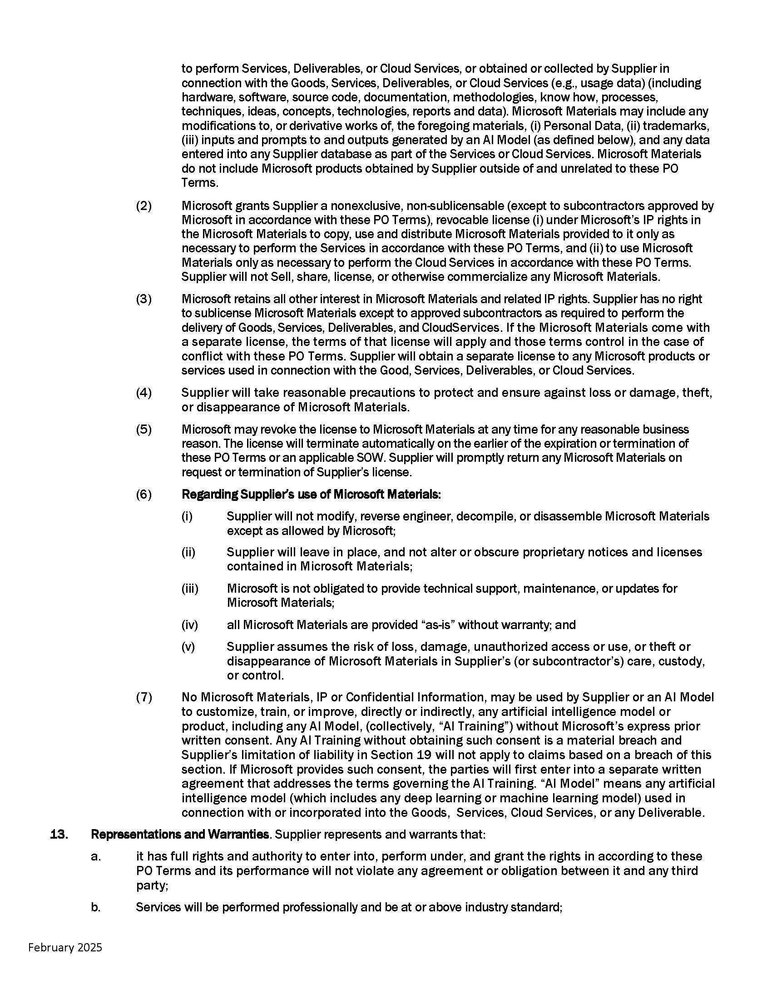 to perform Services, Deliverables, or Cloud Services, or obtained or collected by Supplier in
connection with the Goods, Services, Deliverables, or Cloud Services (e.g., usage data) (including
hardware, software, source code, documentation, methodologies, know how, processes,
techniques, ideas, concepts, technologies, reports and data). Microsoft Materials may include any
modifications to, or derivative works of, the foregoing materials, (i) Personal Data, (ii) trademarks,
(iii) inputs and prompts to and outputs generated by an AI Model (as defined below), and any data
entered into any Supplier database as part of the Services or Cloud Services. Microsoft Materials
do not include Microsoft products obtained by Supplier outside of and unrelated to these PO
Terms.
(2) Microsoft grants Supplier a nonexclusive, non-sublicensable (except to subcontractors approved by
Microsoft in accordance with these PO Terms), revocable license (i) under Microsoft’s IP rights in
the Microsoft Materials to copy, use and distribute Microsoft Materials provided to it only as
necessary to perform the Services in accordance with these PO Terms, and (ii) to use Microsoft
Materials only as necessary to perform the Cloud Services in accordance with these PO Terms.
Supplier will not Sell, share, license, or otherwise commercialize any Microsoft Materials.
(3) Microsoft retains all other interest in Microsoft Materials and related IP rights. Supplier has no right
to sublicense Microsoft Materials except to approved subcontractors as required to perform the
delivery of Goods, Services, Deliverables, and CloudServices. If the Microsoft Materials come with
a separate license, the terms of that license will apply and those terms control in the case of
conflict with these PO Terms. Supplier will obtain a separate license to any Microsoft products or
services used in connection with the Good, Services, Deliverables, or Cloud Services.
(4) Supplier will take reasonable precautions to protect and ensure against loss or damage, theft,
or disappearance of Microsoft Materials.
(5) Microsoft may revoke the license to Microsoft Materials at any time for any reasonable business
reason. The license will terminate automatically on the earlier of the expiration or termination of
these PO Terms or an applicable SOW. Supplier will promptly return any Microsoft Materials on
request or termination of Supplier’s license.
(6) Regarding Supplier’s use of Microsoft Materials:
(i) Supplier will not modify, reverse engineer, decompile, or disassemble Microsoft Materials
except as allowed by Microsoft;
(ii) Supplier will leave in place, and not alter or obscure proprietary notices and licenses
contained in Microsoft Materials;
(iii) Microsoft is not obligated to provide technical support, maintenance, or updates for
Microsoft Materials;
(iv) all Microsoft Materials are provided “as-is” without warranty; and
(v) Supplier assumes the risk of loss, damage, unauthorized access or use, or theft or
disappearance of Microsoft Materials in Supplier’s (or subcontractor’s) care, custody,
or control.
(7) No Microsoft Materials, IP or Confidential Information, may be used by Supplier or an AI Model
to customize, train, or improve, directly or indirectly, any artificial intelligence model or
product, including any AI Model, (collectively, “AI Training”) without Microsoft’s express prior
written consent. Any AI Training without obtaining such consent is a material breach and
Supplier’s limitation of liability in Section 19 will not apply to claims based on a breach of this
section. If Microsoft provides such consent, the parties will first enter into a separate written
agreement that addresses the terms governing the AI Training. “AI Model” means any artificial
intelligence model (which includes any deep learning or machine learning model) used in
connection with or incorporated into the Goods, Services, Cloud Services, or any Deliverable.
13. Representations and Warranties. Supplier represents and warrants that:
a. it has full rights and authority to enter into, perform under, and grant the rights in according to these
PO Terms and its performance will not violate any agreement or obligation between it and any third
party;
b. Services will be performed professionally and be at or above industry standard;
February 2025